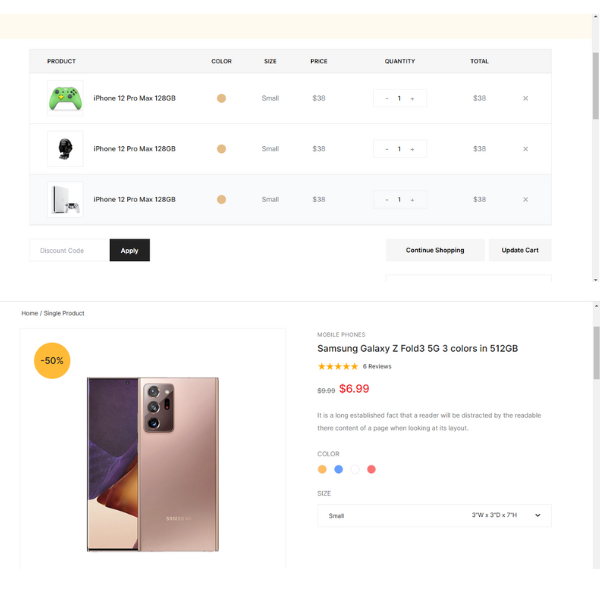 PRODUCT COLOR SIZE PRICE QUANTITY TOTAL
iPhone 12 Pro Max 128GB Small $38 - 1 + $38 ×
iPhone 12 Pro Max 128GB Small $38 - 1 + $38 ×
iPhone 12 Pro Max 128GB Small $38 - 1 + $38 ×
Discount Code Apply Continue Shopping Update Cart
Home / Single Product
-50%
SAMSUNG
MOBILE PHONES
Samsung Galaxy Z Fold3 5G 3 colors in 512GB
★★★★★ 6 Reviews
$9.99 $6.99
It is a long established fact that a reader will be distracted by the readable
there content of a page when looking at its layout.
COLOR
SIZE
Small 3"W x 3"D x 7"H